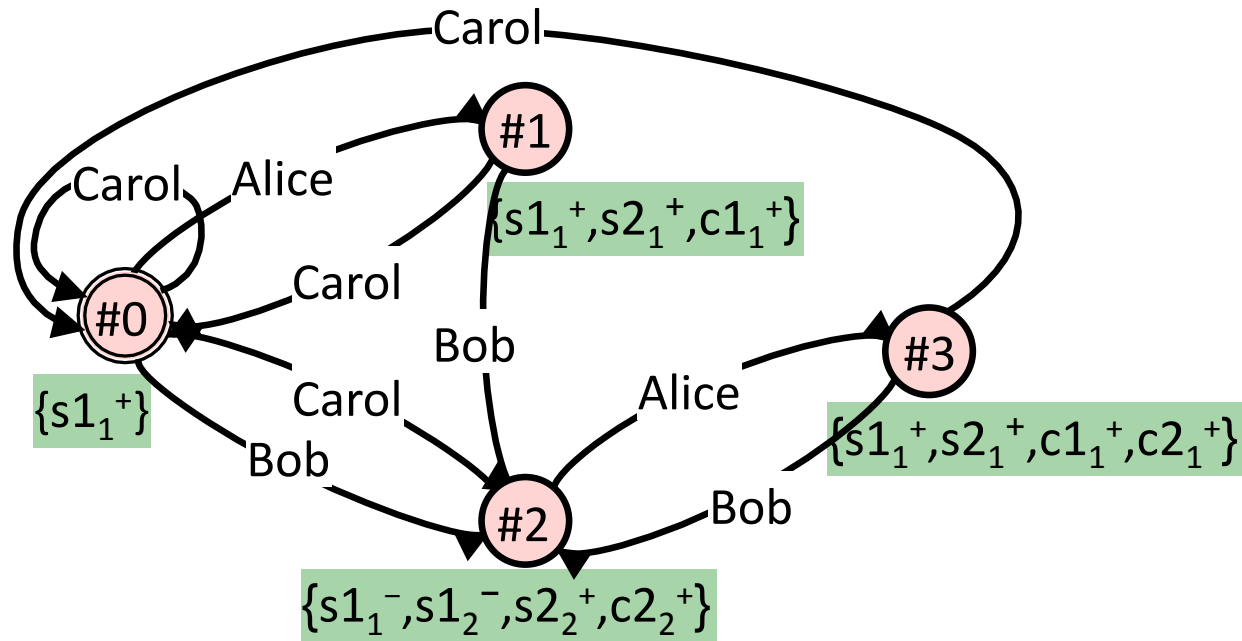 Carol
#1
Carol
Alice
{s1₁⁺,s2₁⁺,c1₁⁺}
Carol
#0
Bob
#3
{s1₁⁺}
Carol
Alice
{s1₁⁺,s2₁⁺,c1₁⁺,c2₁⁺}
Bob
Bob
#2
{s1₁⁻,s1₂⁻,s2₂⁺,c2₂⁺}